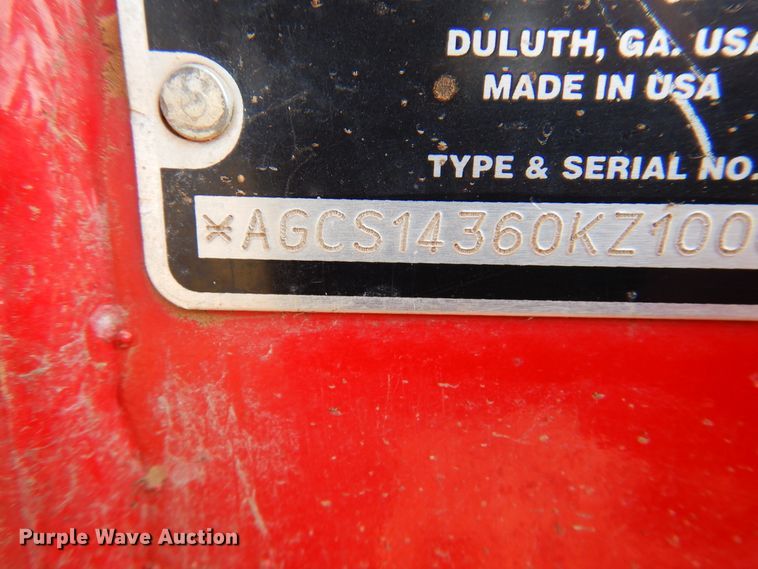 DULUTH, GA. USA
MADE IN USA
TYPE & SERIAL NO.
*AGCS14360KZ100
Purple Wave Auction